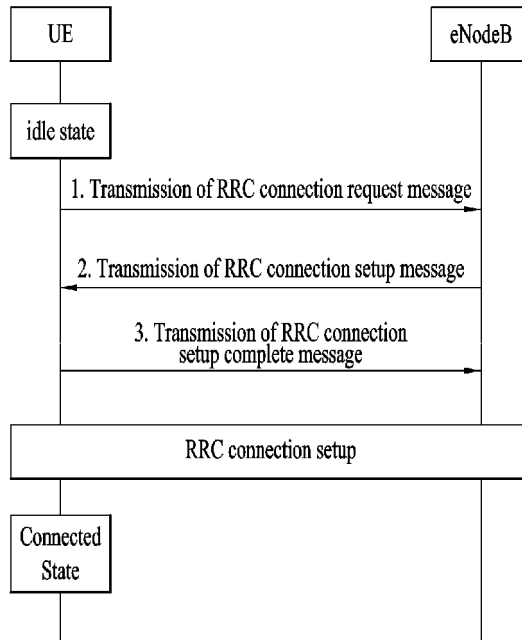 UE
eNodeB
idle state
1. Transmission of RRC connection request message
2. Transmission of RRC connection setup message
3. Transmission of RRC connection
setup complete message
RRC connection setup
Connected
State